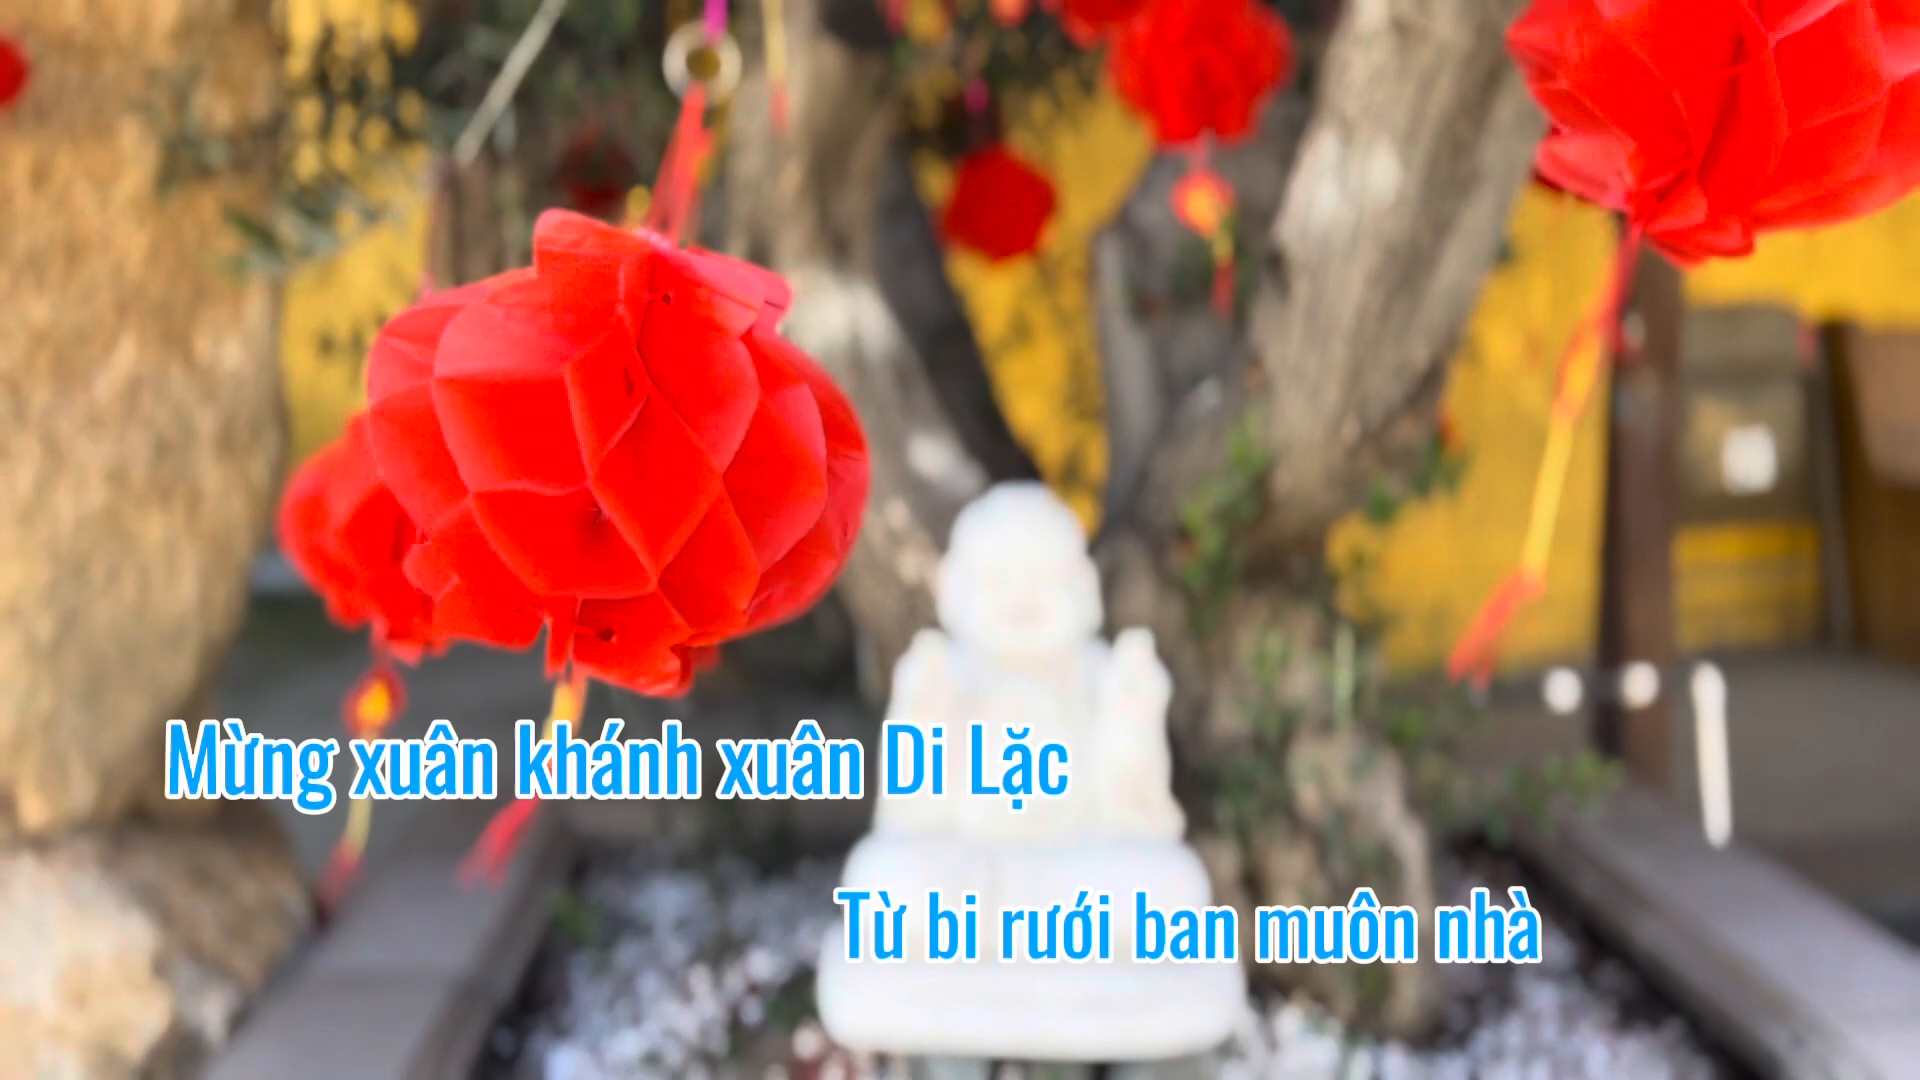 Mừng xuân khánh xuân Di Lặc
Từ bi rưới ban muôn nhà